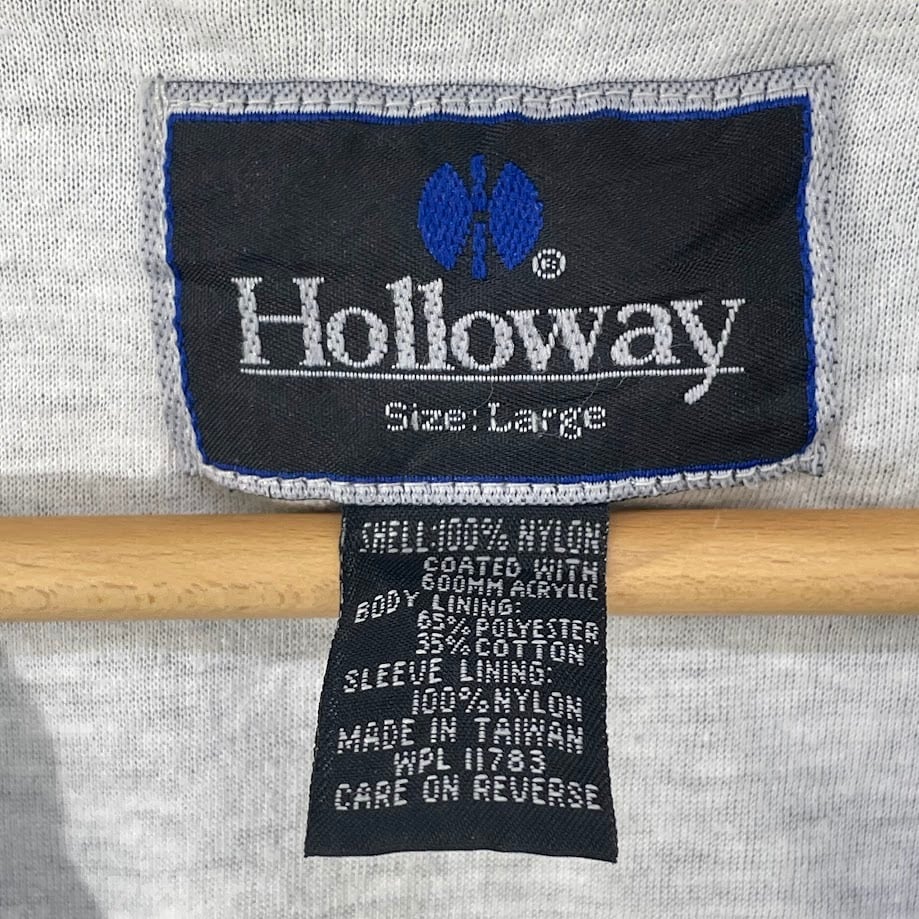 ®
Holloway
Size: Large
SHELL:100% NYLON
COATED WITH
600MM ACRYLIC
BODY LINING:
65% POLYESTER
35% COTTON
SLEEVE LINING:
100% NYLON
MADE IN TAIWAN
WPL 11783
CARE ON REVERSE